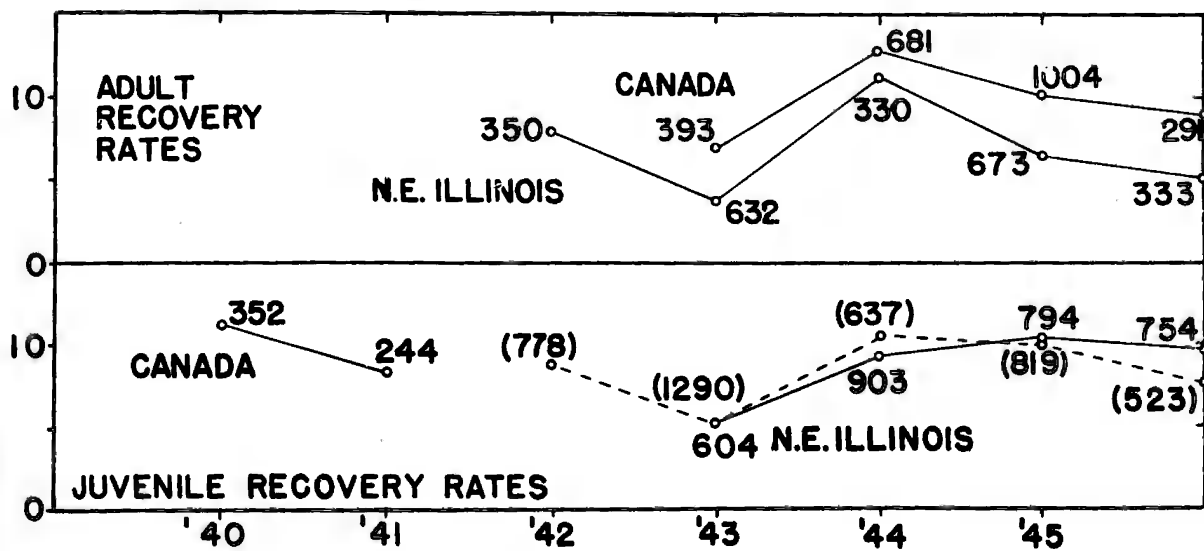 681
10
ADULT
RECOVERY
RATES
CANADA
1004
350
393
330
29
N.E. ILLINOIS
632
673
333
0
352
(637)
794
754
10
CANADA
244
(778)
(1290)
903
(819)
(523)
604
N.E. ILLINOIS
JUVENILE RECOVERY RATES
0
'40 '41 '42 '43 '44 '45